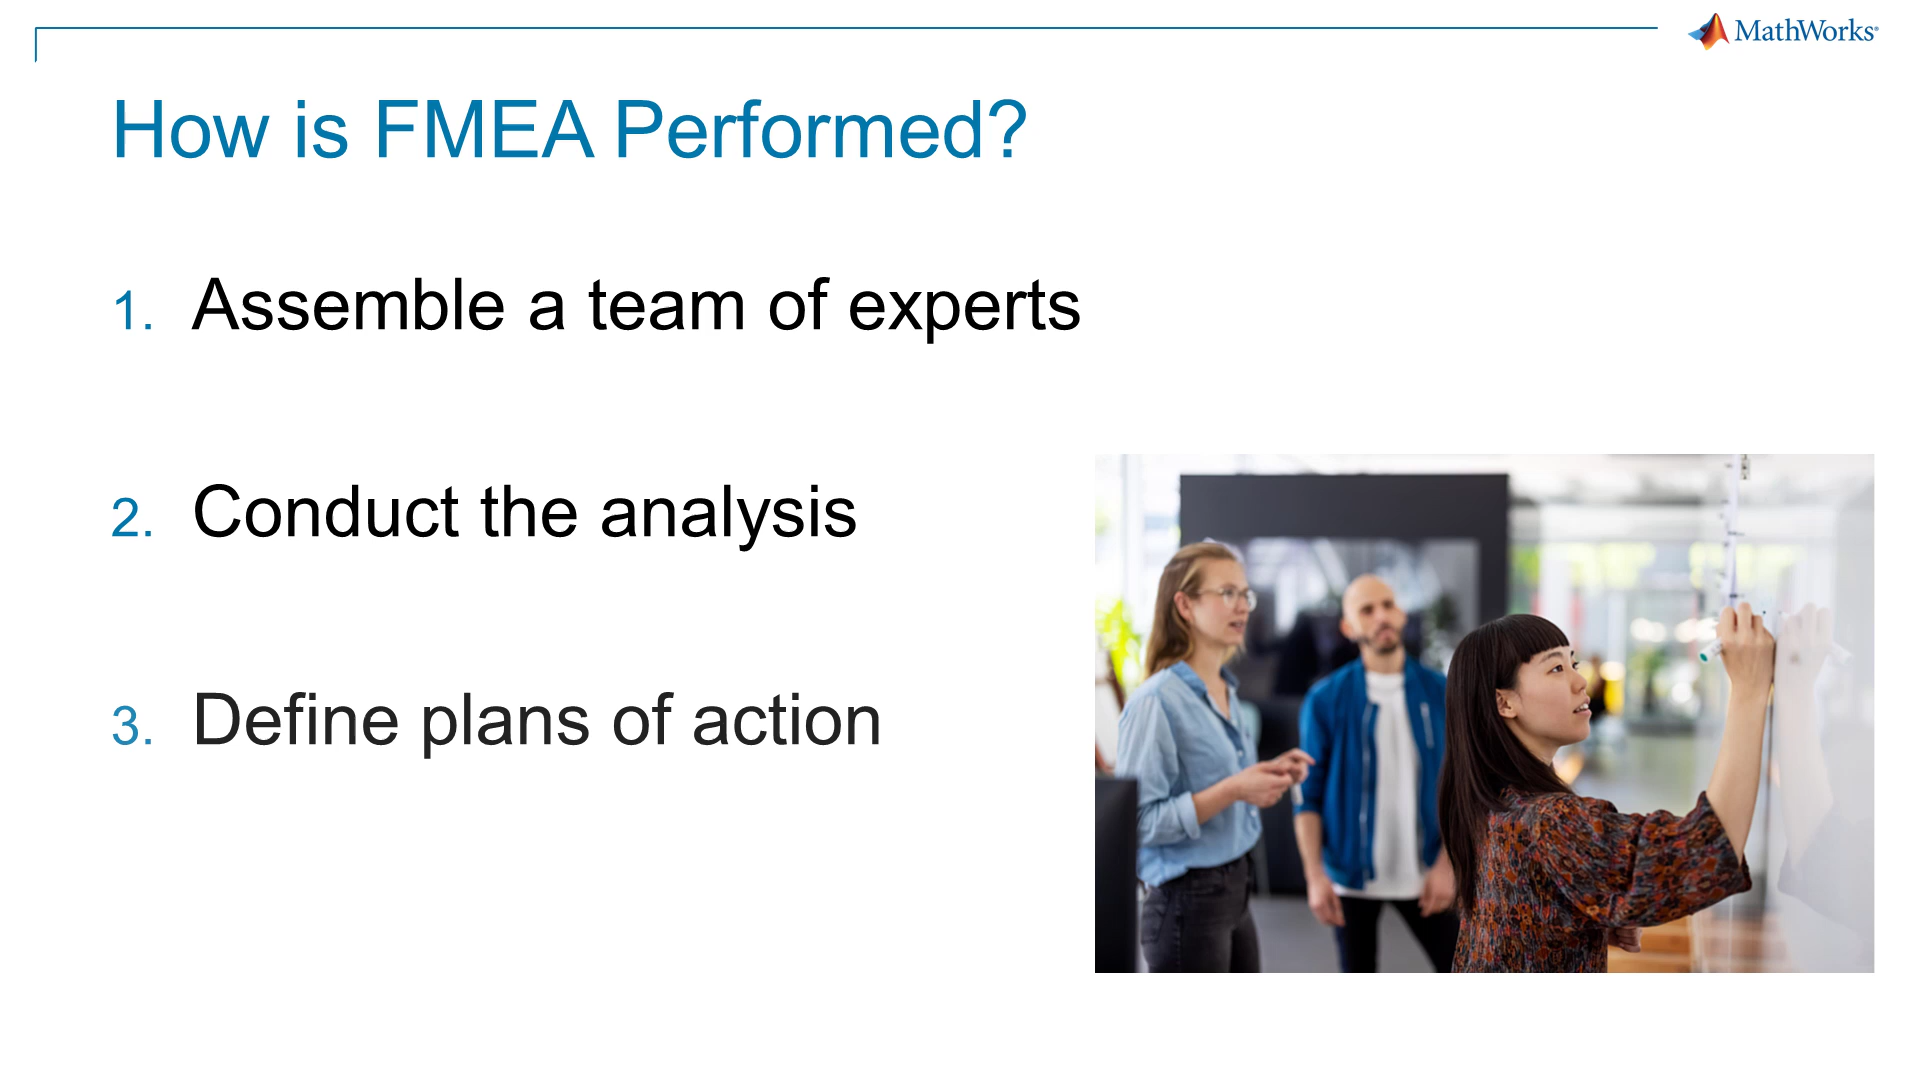 MathWorks®
How is FMEA Performed?
1. Assemble a team of experts
2. Conduct the analysis
3. Define plans of action